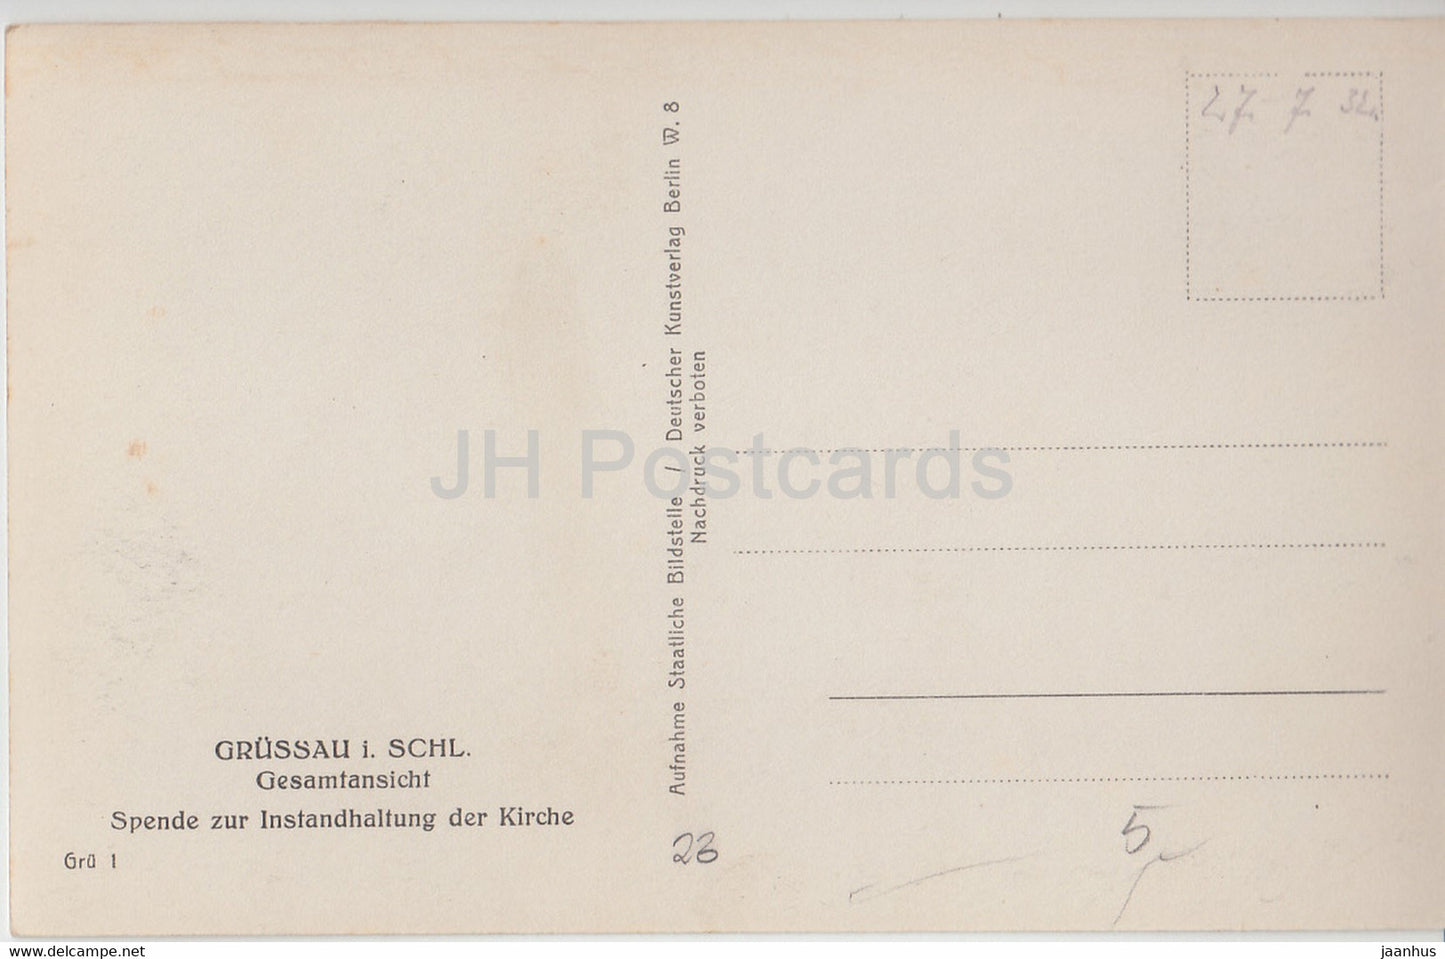 27. 7. 32.
Aufnahme Staatliche Bildstelle / Deutscher Kunstverlag Berlin W. 8
Nachdruck verboten
JH Postcards
GRÜSSAU i. SCHL.
Gesamtansicht
Spende zur Instandhaltung der Kirche
Grü 1
23
5
www.delcampe.net
jaanhus